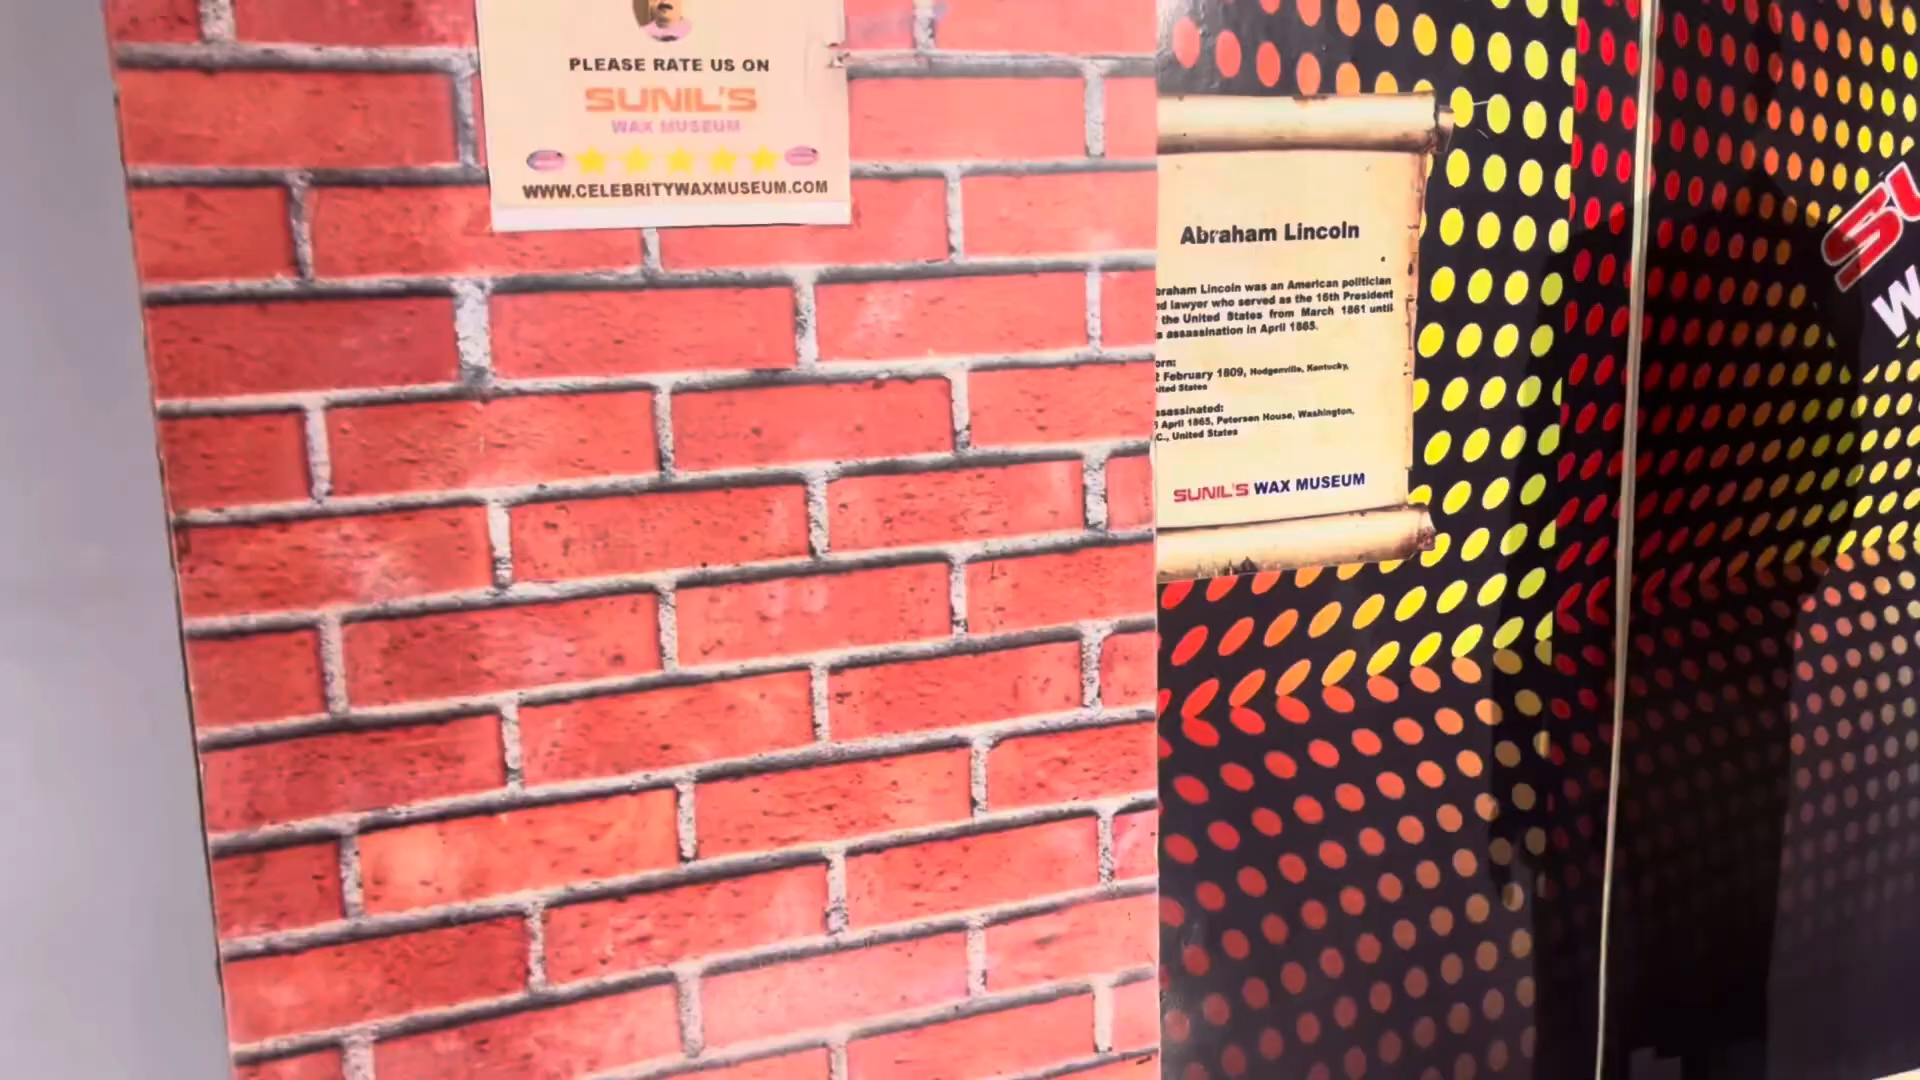 PLEASE RATE US ON
SUNIL'S
WAX MUSEUM
WWW.CELEBRITYWAXMUSEUM.COM
Abraham Lincoln
braham Lincoln was an American politician
d lawyer who served as the 16th President
the United States from March 1861 until
s assassination in April 1865.
orn:
2 February 1809, Hodgenville, Kentucky,
ited States
ssassinated:
April 1865, Petersen House, Washington,
C., United States
SUNIL'S WAX MUSEUM
SU
W